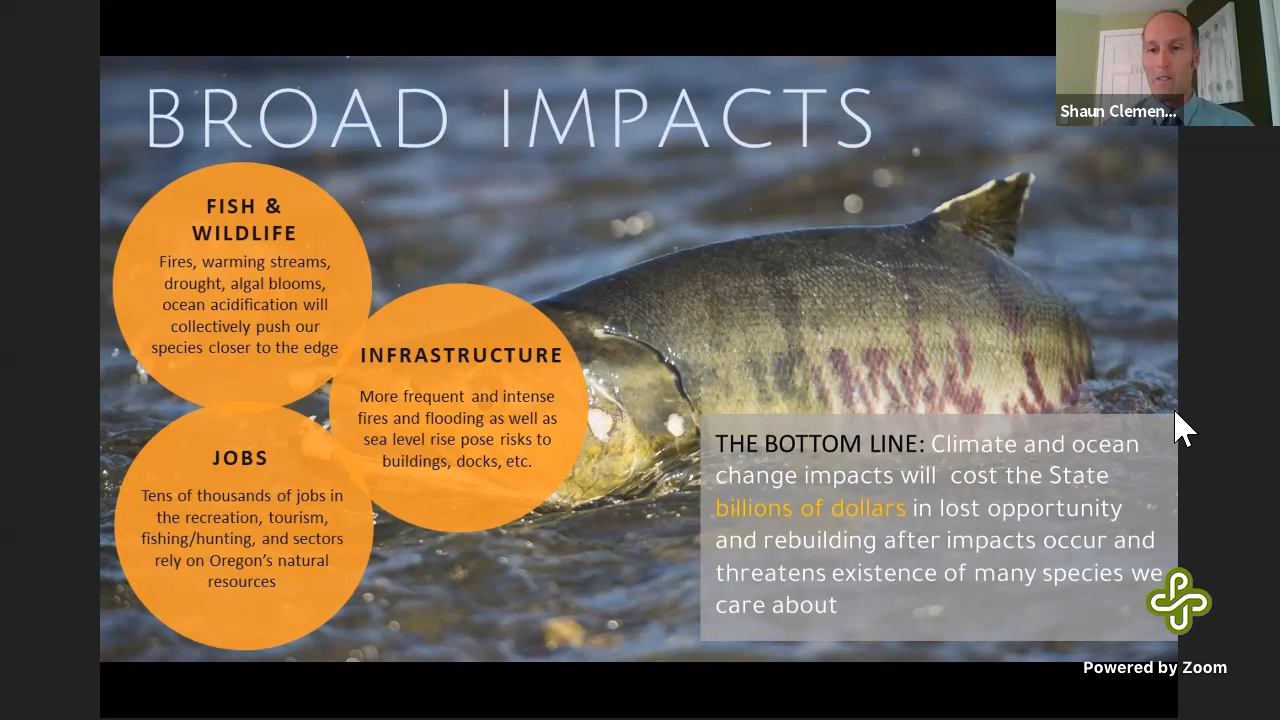 BROAD IMPACTS
FISH &
WILDLIFE
Fires, warming streams,
drought, algal blooms,
ocean acidification will
collectively push our
species closer to the edge
INFRASTRUCTURE
More frequent and intense
fires and flooding as well as
sea level rise pose risks to
buildings, docks, etc.
JOBS
Tens of thousands of jobs in
the recreation, tourism,
fishing/hunting, and sectors
rely on Oregon's natural
resources
THE BOTTOM LINE: Climate and ocean
change impacts will cost the State
billions of dollars in lost opportunity
and rebuilding after impacts occur and
threatens existence of many species we
care about
Shaun Clemen...
Powered by Zoom